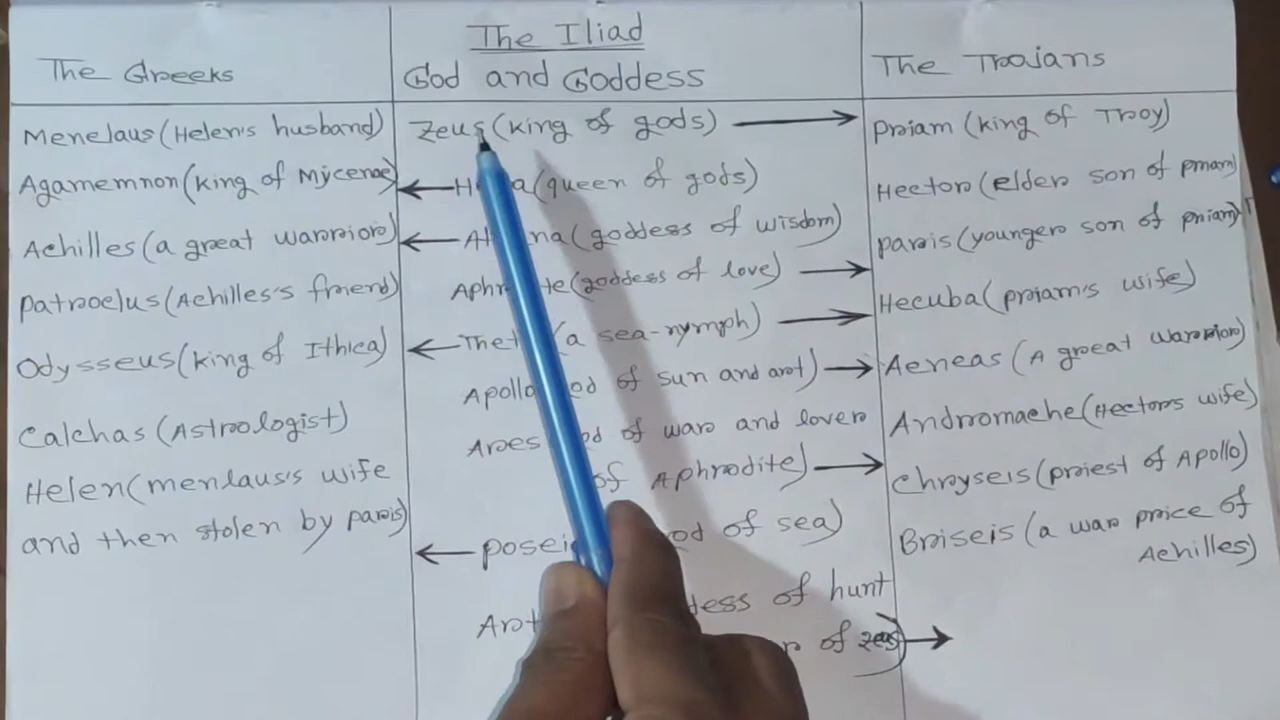 The Iliad
The Greeks
God and Goddess
The Trojans
Menelaus (Helen's husband)
Agamemnon (king of Mycenae)
Achilles (a great warrior)
Patroclus (Achilles's friend)
Odysseus (king of Ithica)
Calchas (Astrologist)
Helen (menlaus's wife
and then stolen by paris)
Zeus (king of gods)
(queen of gods)
(goddess of wisdom)
(goddess of love)
(a sea-nymph)
of sun and art)
of war and lover
of Aphrodite)
of sea)
of hunt
of zeus)
Priam (king of Troy)
Hector (elder son of priam)
paris (younger son of priam)
Hecuba (priam's wife)
Aeneas (A great warrior)
Andromache (Hector's wife)
Chryseis (priest of Apollo)
Briseis (a war price of
Achilles)